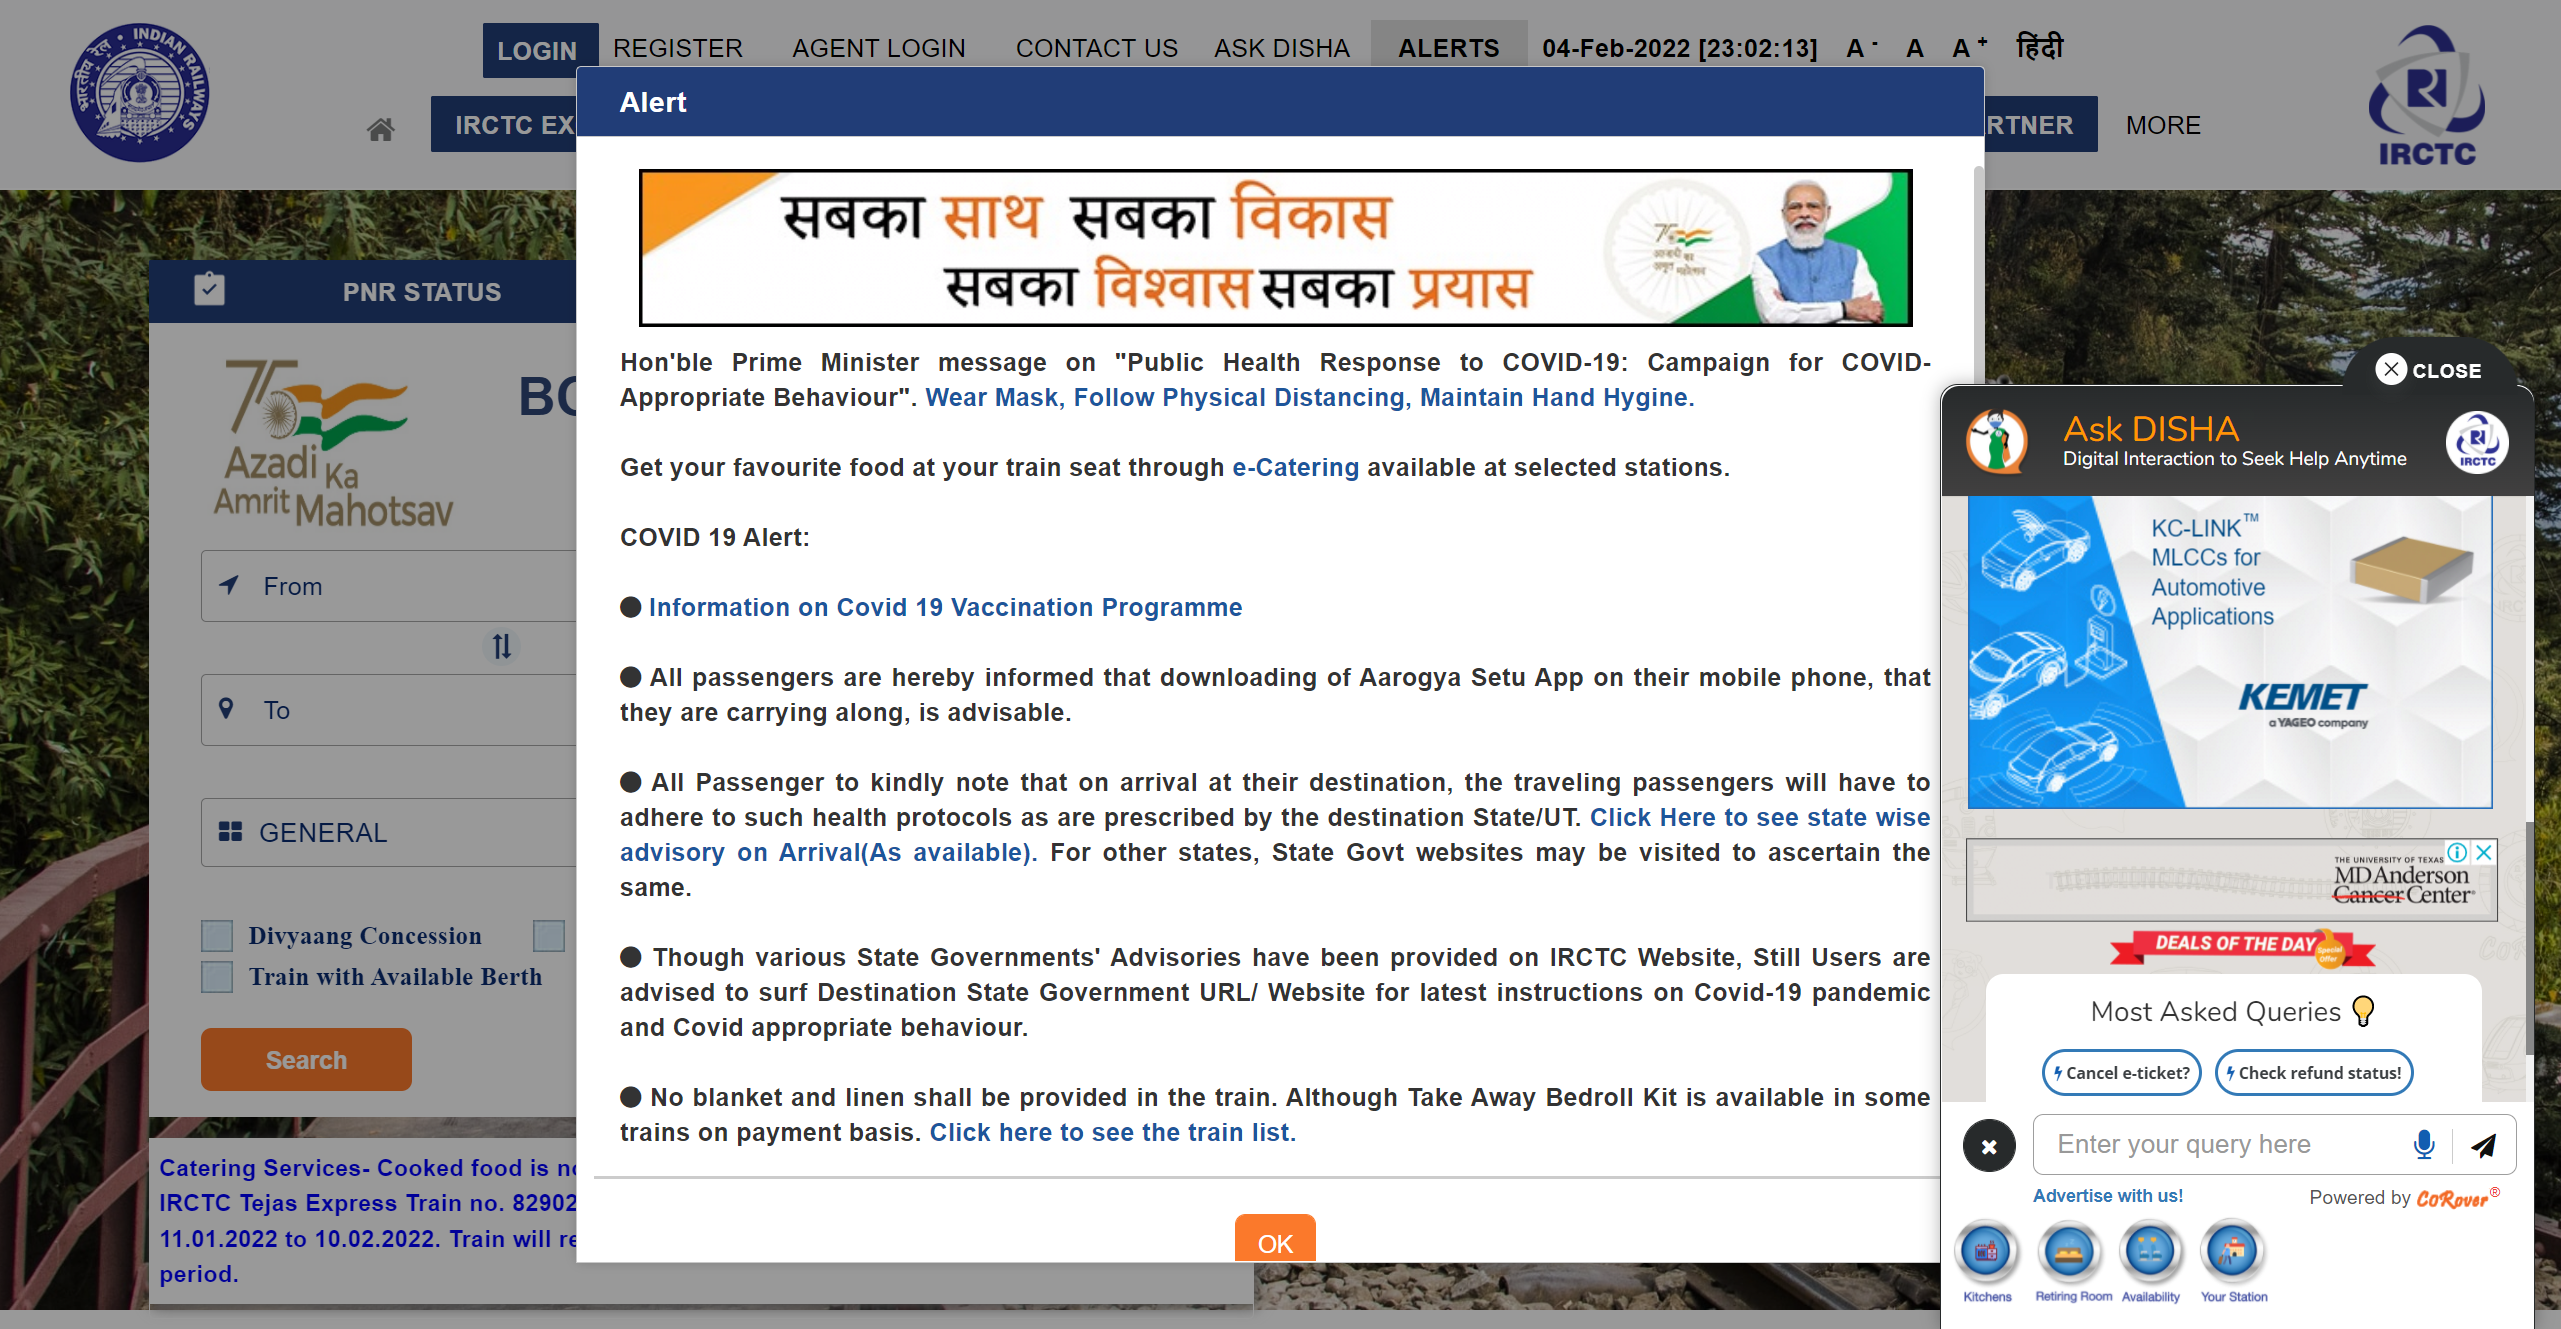 LOGIN
REGISTER
AGENT LOGIN
CONTACT US
ASK DISHA
ALERTS
04-Feb-2022 [23:02:13]
A -
A
A +
हिंदी
भारतीय रेल INDIAN RAILWAYS
IRCTC EX
RTNER
MORE
IRCTC
Alert
सबका साथ सबका विकास
सबका विश्वास सबका प्रयास
75
Hon'ble Prime Minister message on "Public Health Response to COVID-19: Campaign for COVID-
Appropriate Behaviour". Wear Mask, Follow Physical Distancing, Maintain Hand Hygine.
Get your favourite food at your train seat through e-Catering available at selected stations.
COVID 19 Alert:
● Information on Covid 19 Vaccination Programme
● All passengers are hereby informed that downloading of Aarogya Setu App on their mobile phone, that
they are carrying along, is advisable.
● All Passenger to kindly note that on arrival at their destination, the traveling passengers will have to
adhere to such health protocols as are prescribed by the destination State/UT. Click Here to see state wise
advisory on Arrival(As available). For other states, State Govt websites may be visited to ascertain the
same.
● Though various State Governments' Advisories have been provided on IRCTC Website, Still Users are
advised to surf Destination State Government URL/ Website for latest instructions on Covid-19 pandemic
and Covid appropriate behaviour.
● No blanket and linen shall be provided in the train. Although Take Away Bedroll Kit is available in some
trains on payment basis. Click here to see the train list.
OK
PNR STATUS
75
Azadi Ka
Amrit Mahotsav
BO
From
To
GENERAL
Divyaang Concession
Train with Available Berth
Search
Catering Services- Cooked food is no
IRCTC Tejas Express Train no. 82902
11.01.2022 to 10.02.2022. Train will re
period.
CLOSE
Ask DISHA
Digital Interaction to Seek Help Anytime
IRCTC
KC-LINK™
MLCCs for
Automotive
Applications
KEMET
a YAGEO company
THE UNIVERSITY OF TEXAS
MD Anderson
Cancer Center
DEALS OF THE DAY
Special
Offer
Most Asked Queries
Cancel e-ticket?
Check refund status!
Enter your query here
Advertise with us!
Powered by CoRover®
Kitchens
Retiring Room
Availability
Your Station